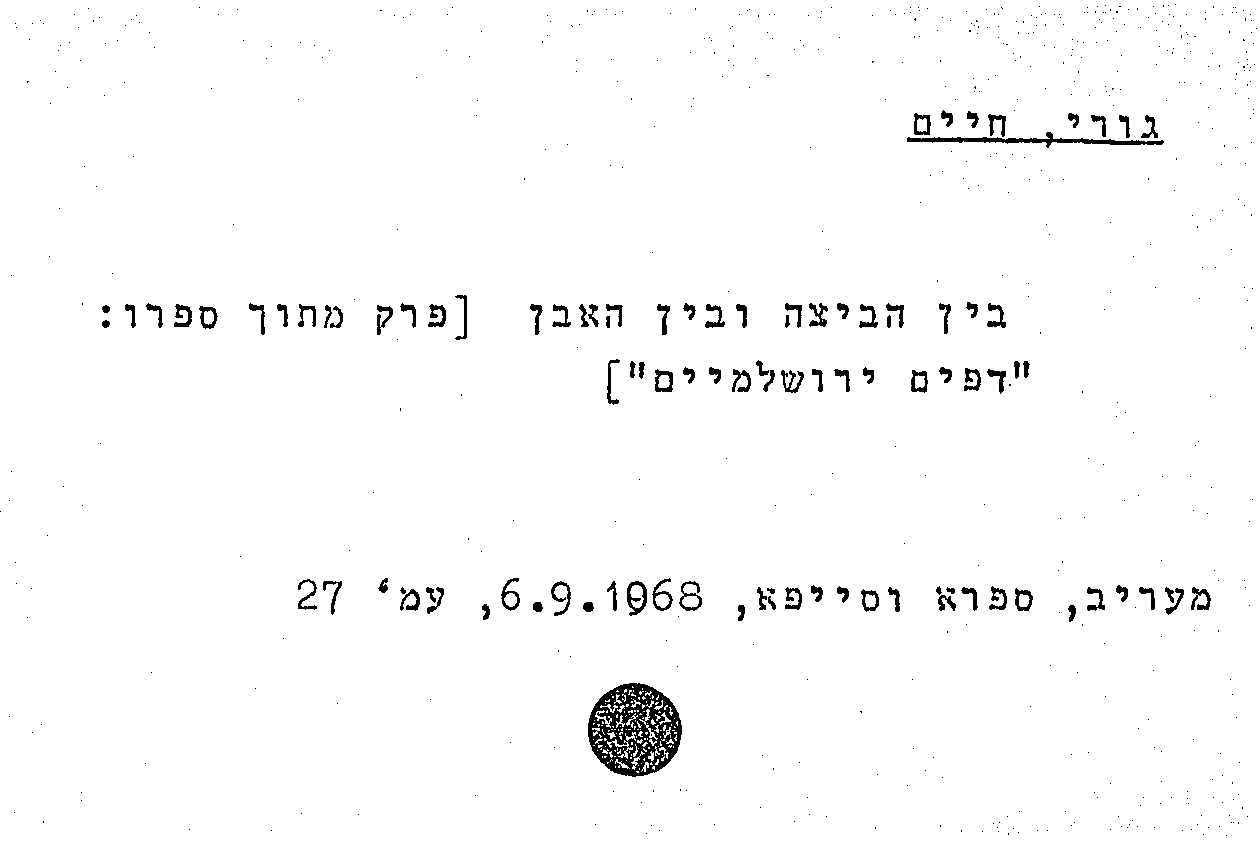 גורי, חיים
בין הביצה ובין האבן [פרק מתוך ספרו:
"דפים ירושלמיים"]
מעריב, ספרא וסייפא, 6.9.1968, עמ' 27